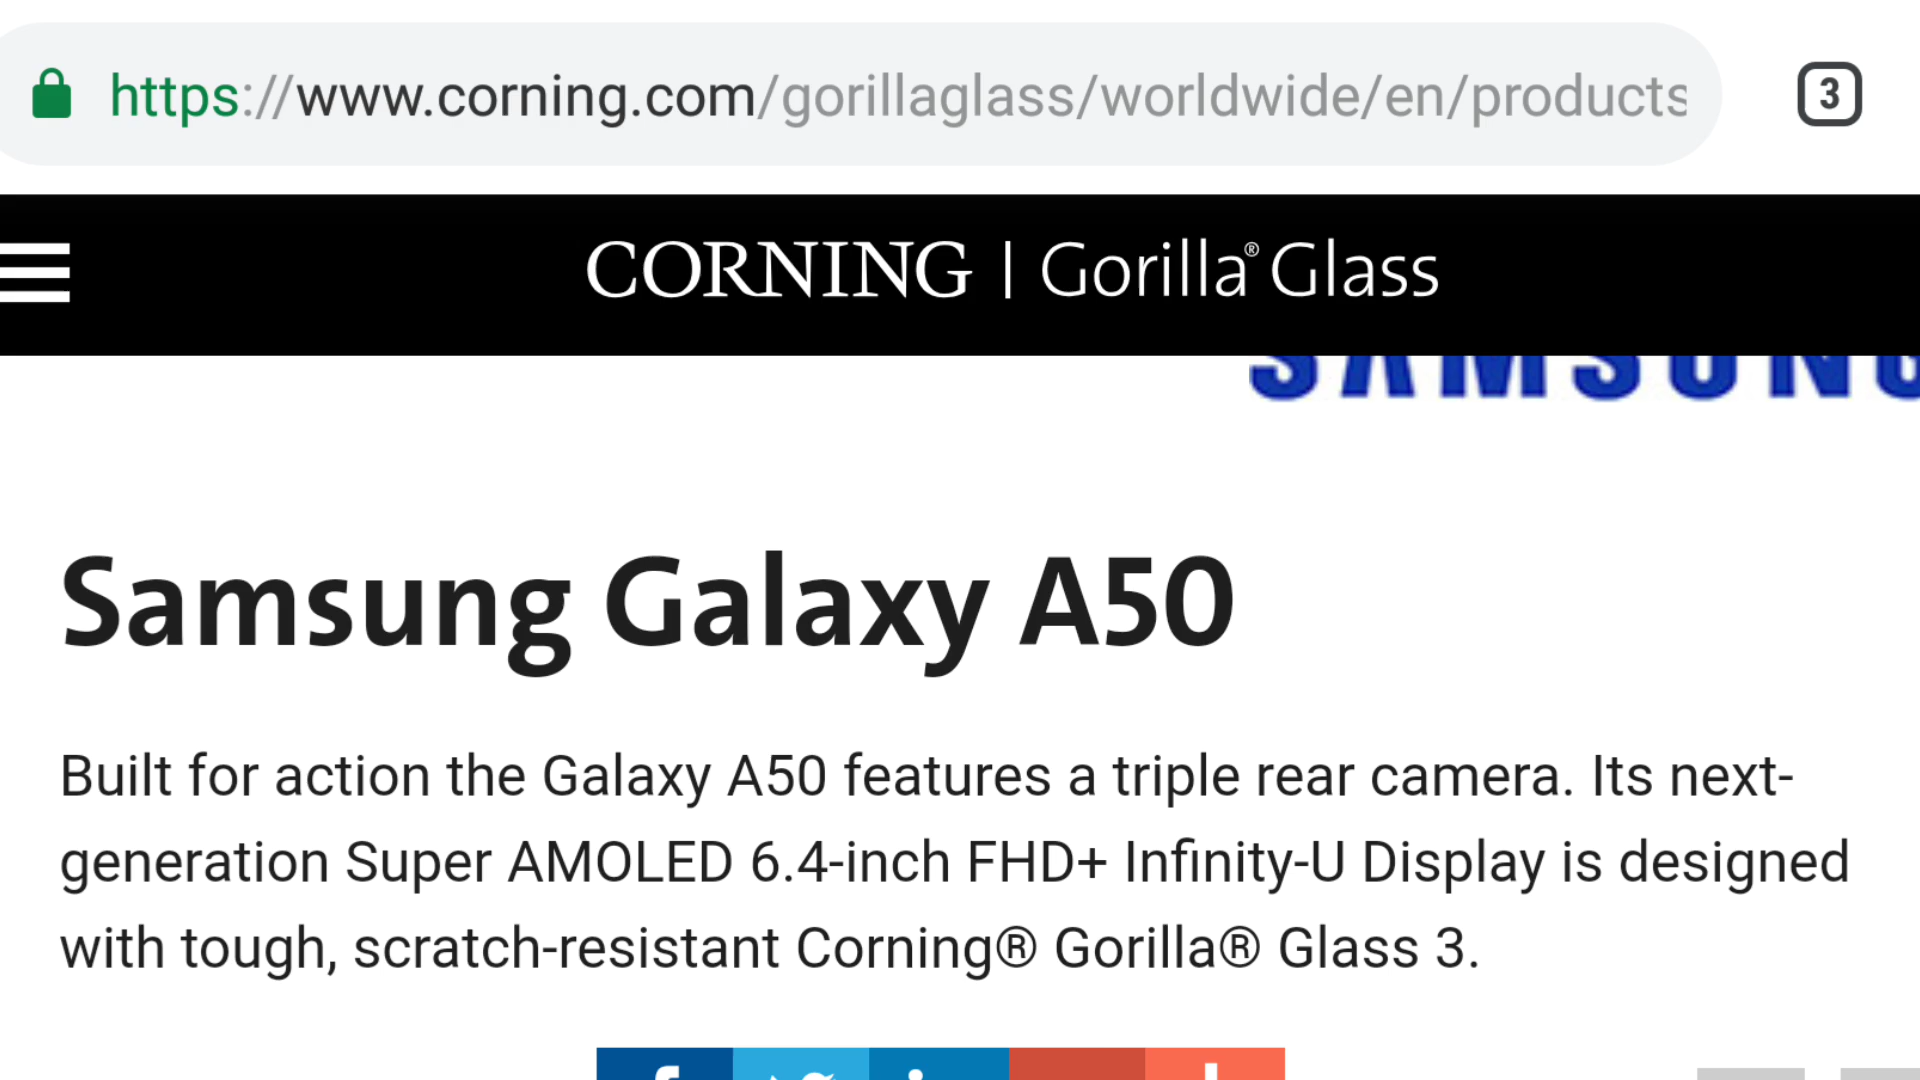 https://www.corning.com/gorillaglass/worldwide/en/products
3
CORNING | Gorilla® Glass
SAMSUNG
Samsung Galaxy A50
Built for action the Galaxy A50 features a triple rear camera. Its next-
generation Super AMOLED 6.4-inch FHD+ Infinity-U Display is designed
with tough, scratch-resistant Corning® Gorilla® Glass 3.